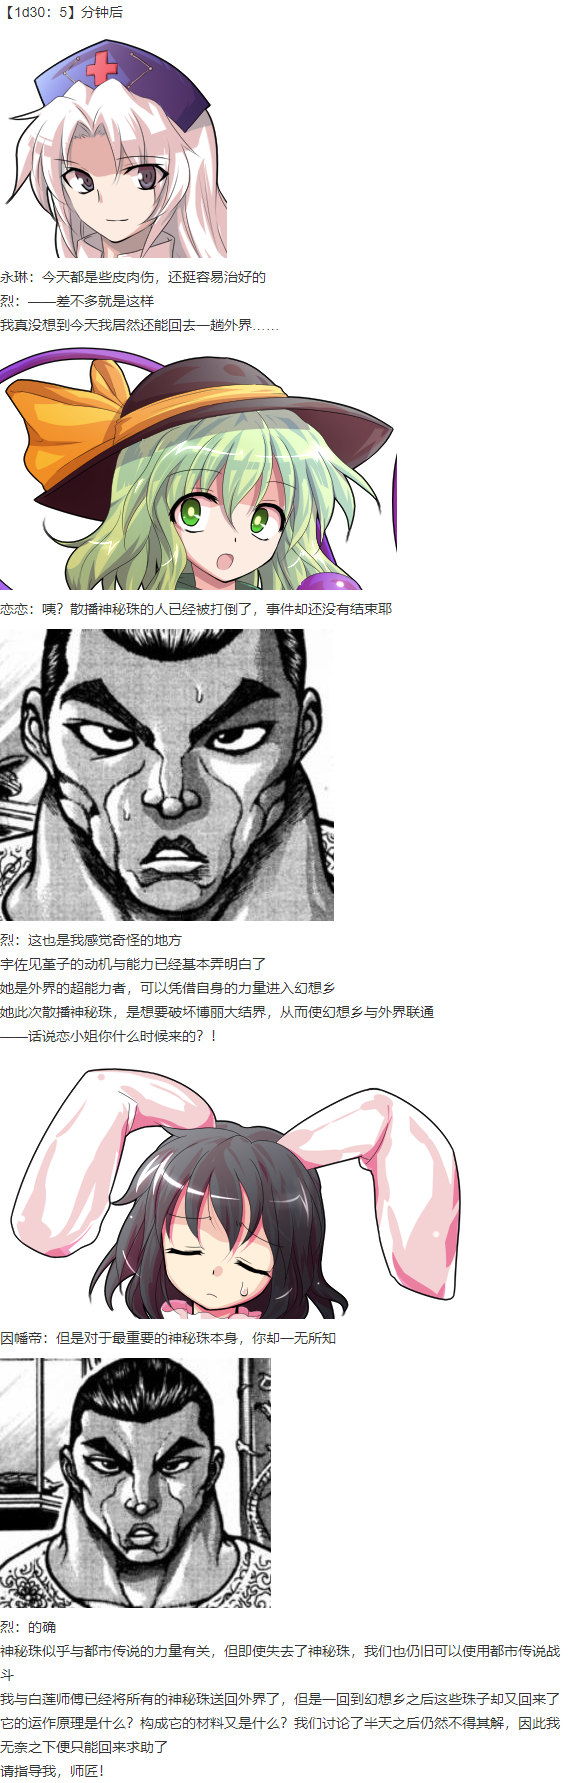 【1d30：5】分钟后
永琳：今天都是些皮肉伤，还挺容易治好的
烈：——差不多就是这样
我真没想到今天我居然还能回去一趟外界……
恋恋：咦？散播神秘珠的人已经被打倒了，事件却还没有结束耶
烈：这也是我感觉奇怪的地方
宇佐见堇子的动机与能力已经基本弄明白了
她是外界的超能力者，可以凭借自身的力量进入幻想乡
她此次散播神秘珠，是想要破坏博丽大结界，从而使幻想乡与外界联通
——话说恋小姐你什么时候来的？！
因幡帝：但是对于最重要的神秘珠本身，你却一无所知
烈：的确
神秘珠似乎与都市传说的力量有关，但即使失去了神秘珠，我们也仍旧可以使用都市传说战
斗
我与白莲师傅已经将所有的神秘珠送回外界了，但是一回到幻想乡之后这些珠子却又回来了
它的运作原理是什么？构成它的材料又是什么？我们讨论了半天之后仍然不得其解，因此我
无奈之下便只能回来求助了
请指导我，师匠！